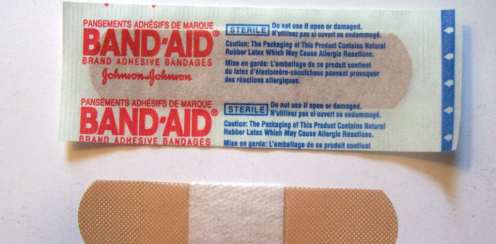 PANSEMENTS ADHÉSIFS DE MARQUE
BAND-AID®
BRAND ADHESIVE BANDAGES
Johnson & Johnson
STERILE Do not use if open or damaged.
N'utilisez pas si ouvert ou endommagé.
Caution: The Packaging of This Product Contains Natural
Rubber Latex Which May Cause Allergic Reactions.
Mise en garde: L'emballage de ce produit contient
du latex d'élastomère-caoutchouc pouvant provoquer
des réactions allergiques.
PANSEMENTS ADHÉSIFS DE MARQUE
BAND-AID®
BRAND ADHESIVE BANDAGES
STERILE Do not use if open or damaged.
N'utilisez pas si ouvert ou endommagé.
Caution: The Packaging of This Product Contains Natural
Rubber Latex Which May Cause Allergic Reactions.
Mise en garde: L'emballage de ce produit contient